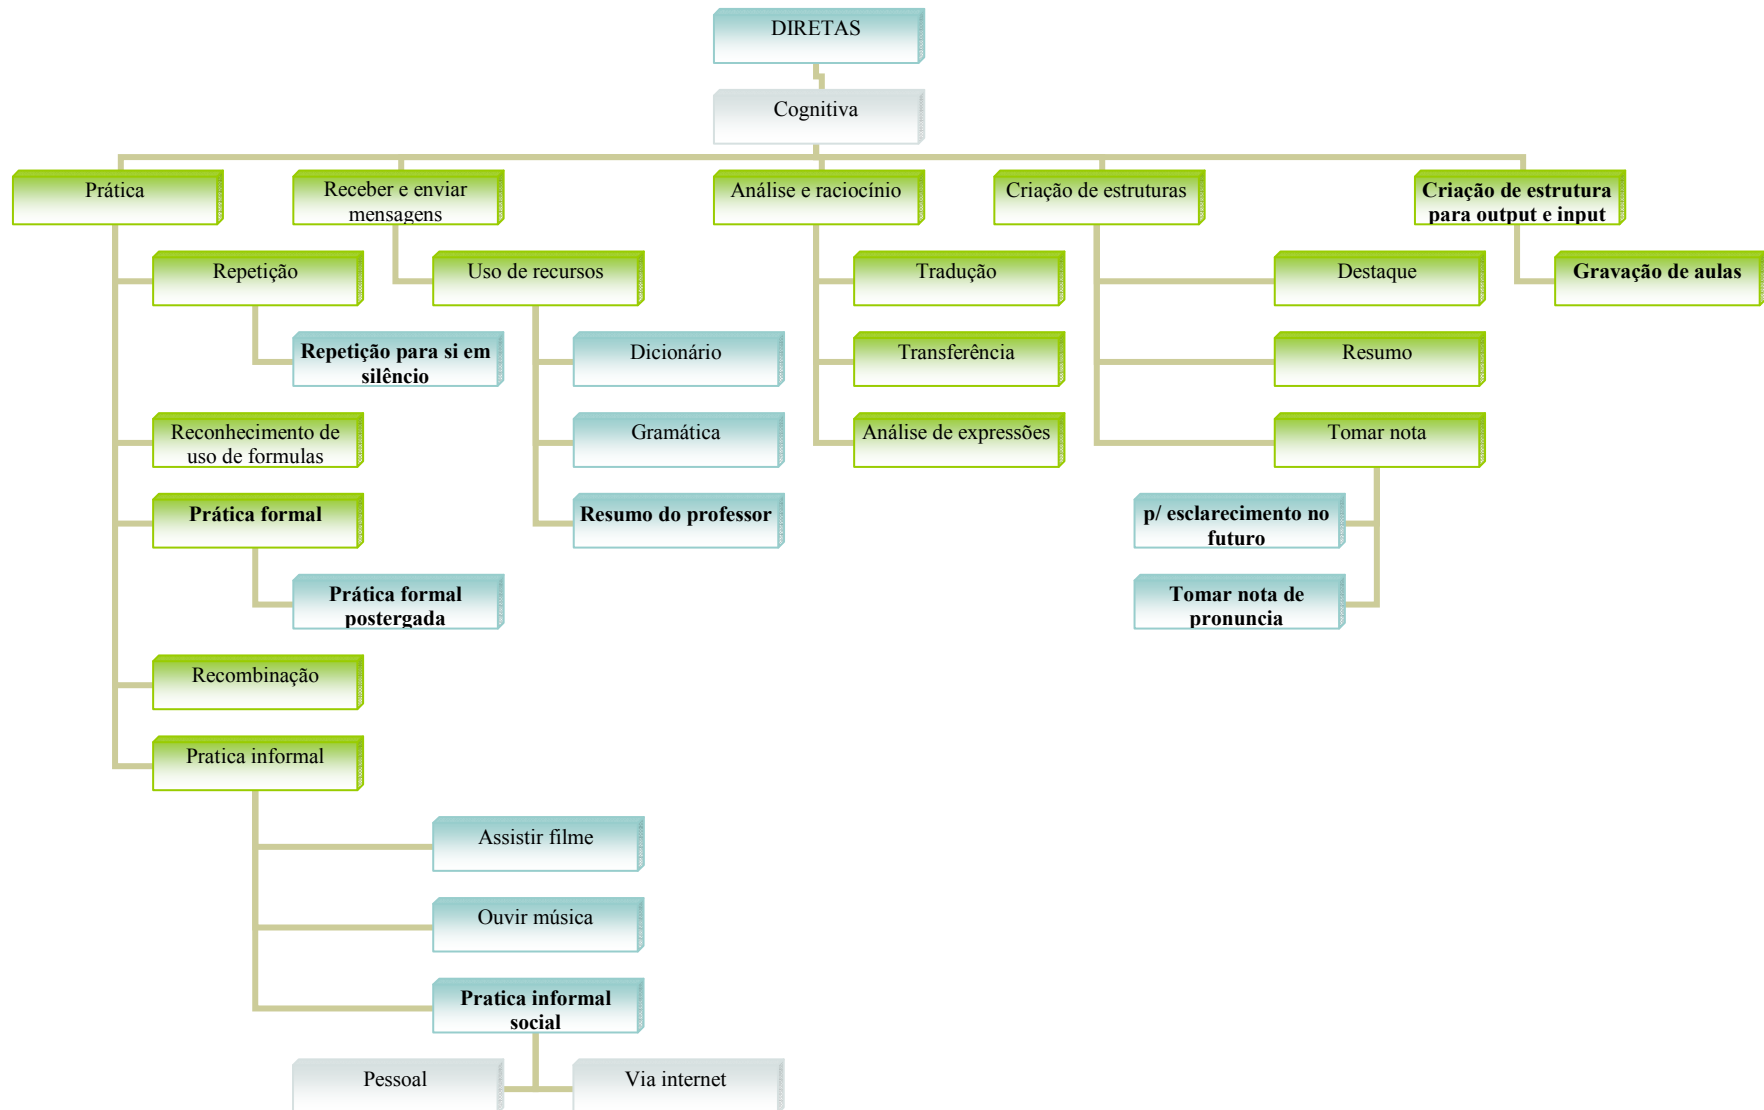 DIRETAS
Cognitiva
Prática
Receber e enviar
mensagens
Análise e raciocínio
Criação de estruturas
Criação de estrutura
para output e input
Repetição
Uso de recursos
Tradução
Destaque
Gravação de aulas
Repetição para si em
silêncio
Dicionário
Transferência
Resumo
Reconhecimento de
uso de formulas
Gramática
Análise de expressões
Tomar nota
Prática formal
Resumo do professor
p/ esclarecimento no
futuro
Prática formal
postergada
Tomar nota de
pronuncia
Recombinação
Pratica informal
Assistir filme
Ouvir música
Pratica informal
social
Pessoal
Via internet